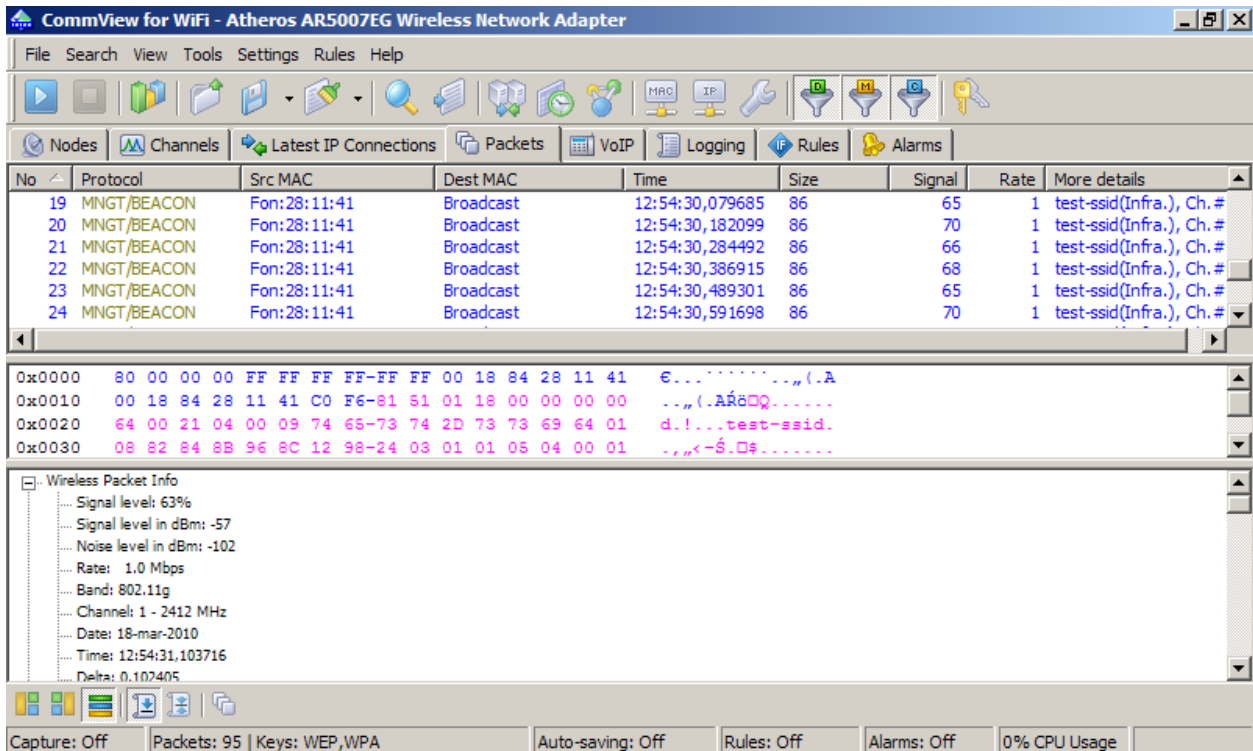 CommView for WiFi - Atheros AR5007EG Wireless Network Adapter
File Search View Tools Settings Rules Help
MAC IP D M C
Nodes Channels Latest IP Connections Packets VoIP Logging IF Rules Alarms
No Protocol Src MAC Dest MAC Time Size Signal Rate More details
19 MNGT/BEACON Fon:28:11:41 Broadcast 12:54:30,079685 86 65 1 test-ssid(Infra.), Ch.#
20 MNGT/BEACON Fon:28:11:41 Broadcast 12:54:30,182099 86 70 1 test-ssid(Infra.), Ch.#
21 MNGT/BEACON Fon:28:11:41 Broadcast 12:54:30,284492 86 66 1 test-ssid(Infra.), Ch.#
22 MNGT/BEACON Fon:28:11:41 Broadcast 12:54:30,386915 86 68 1 test-ssid(Infra.), Ch.#
23 MNGT/BEACON Fon:28:11:41 Broadcast 12:54:30,489301 86 65 1 test-ssid(Infra.), Ch.#
24 MNGT/BEACON Fon:28:11:41 Broadcast 12:54:30,591698 86 70 1 test-ssid(Infra.), Ch.#
0x0000 80 00 00 00 FF FF FF FF-FF FF 00 18 84 28 11 41 €...˙˙˙˙˙˙..„(.A
0x0010 00 18 84 28 11 41 C0 F6-81 51 01 18 00 00 00 00 ..„(.AŔö□Q......
0x0020 64 00 21 04 00 09 74 65-73 74 2D 73 73 69 64 01 d.!...test-ssid.
0x0030 08 82 84 8B 96 8C 12 98-24 03 01 01 05 04 00 01 .‚„‹–Ś.□$.......
Wireless Packet Info
Signal level: 63%
Signal level in dBm: -57
Noise level in dBm: -102
Rate: 1.0 Mbps
Band: 802.11g
Channel: 1 - 2412 MHz
Date: 18-mar-2010
Time: 12:54:31,103716
Delta: 0.102405
Capture: Off Packets: 95 | Keys: WEP,WPA Auto-saving: Off Rules: Off Alarms: Off 0% CPU Usage